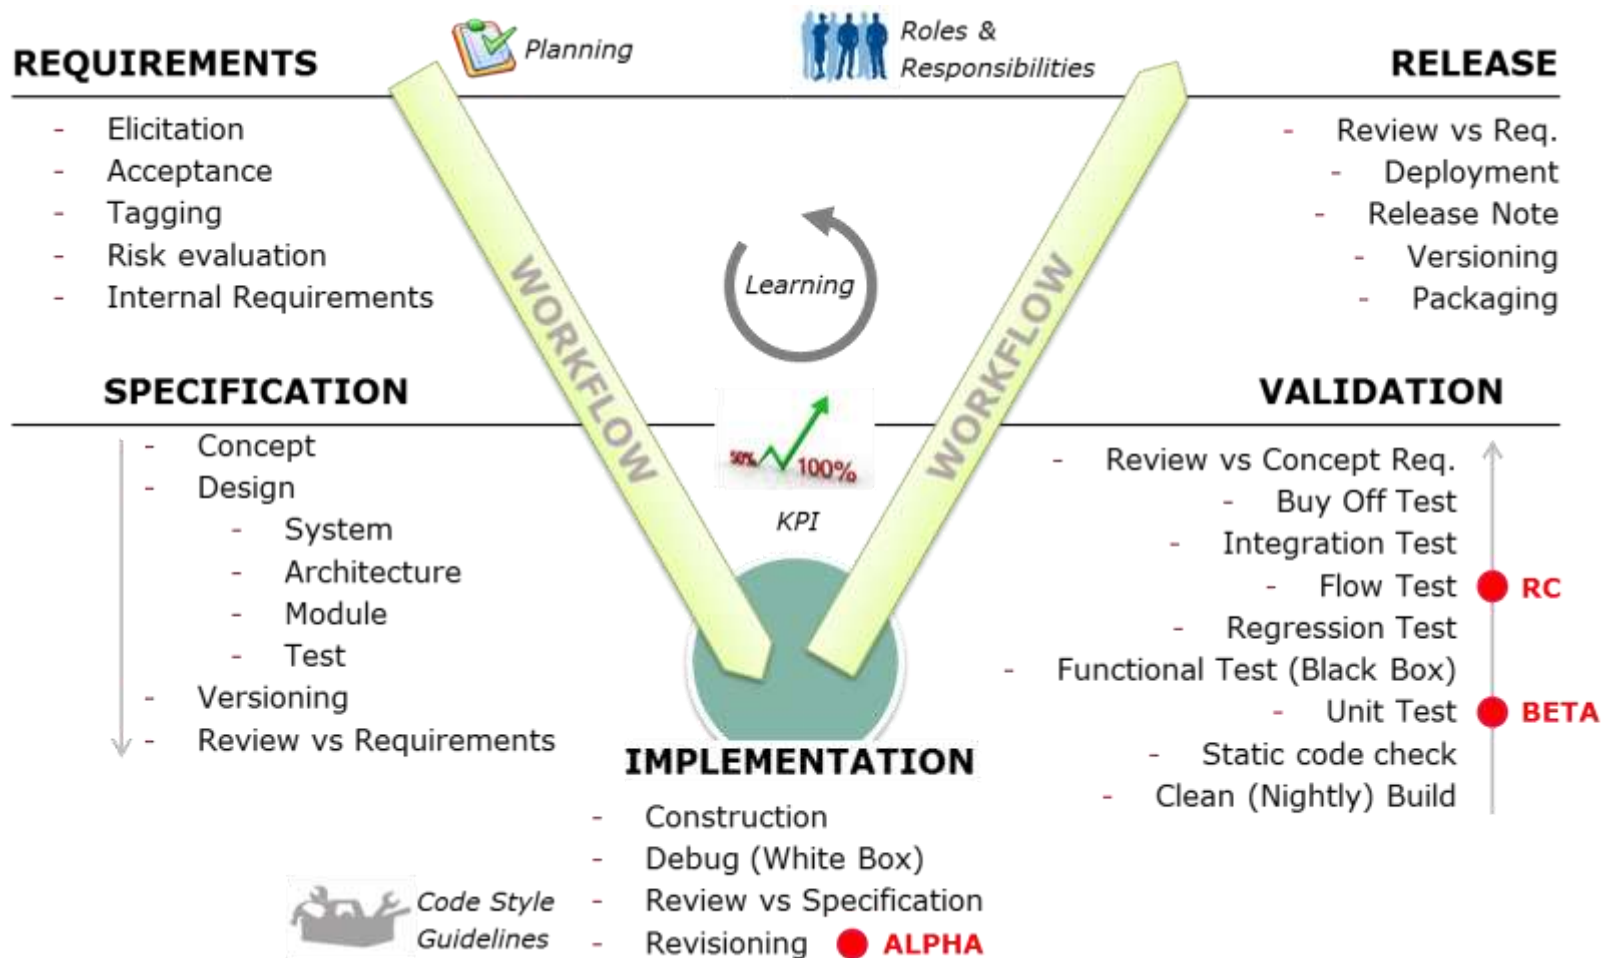 Planning
Roles &
Responsibilities
REQUIREMENTS
- Elicitation
- Acceptance
- Tagging
- Risk evaluation
- Internal Requirements
RELEASE
- Review vs Req.
- Deployment
- Release Note
- Versioning
- Packaging
WORKFLOW
Learning
WORKFLOW
SPECIFICATION
- Concept
- Design
- System
- Architecture
- Module
- Test
- Versioning
- Review vs Requirements
50%
100%
KPI
VALIDATION
- Review vs Concept Req.
- Buy Off Test
- Integration Test
- Flow Test RC
- Regression Test
- Functional Test (Black Box)
- Unit Test BETA
- Static code check
- Clean (Nightly) Build
IMPLEMENTATION
- Construction
- Debug (White Box)
- Review vs Specification
- Revisioning ALPHA
Code Style
Guidelines